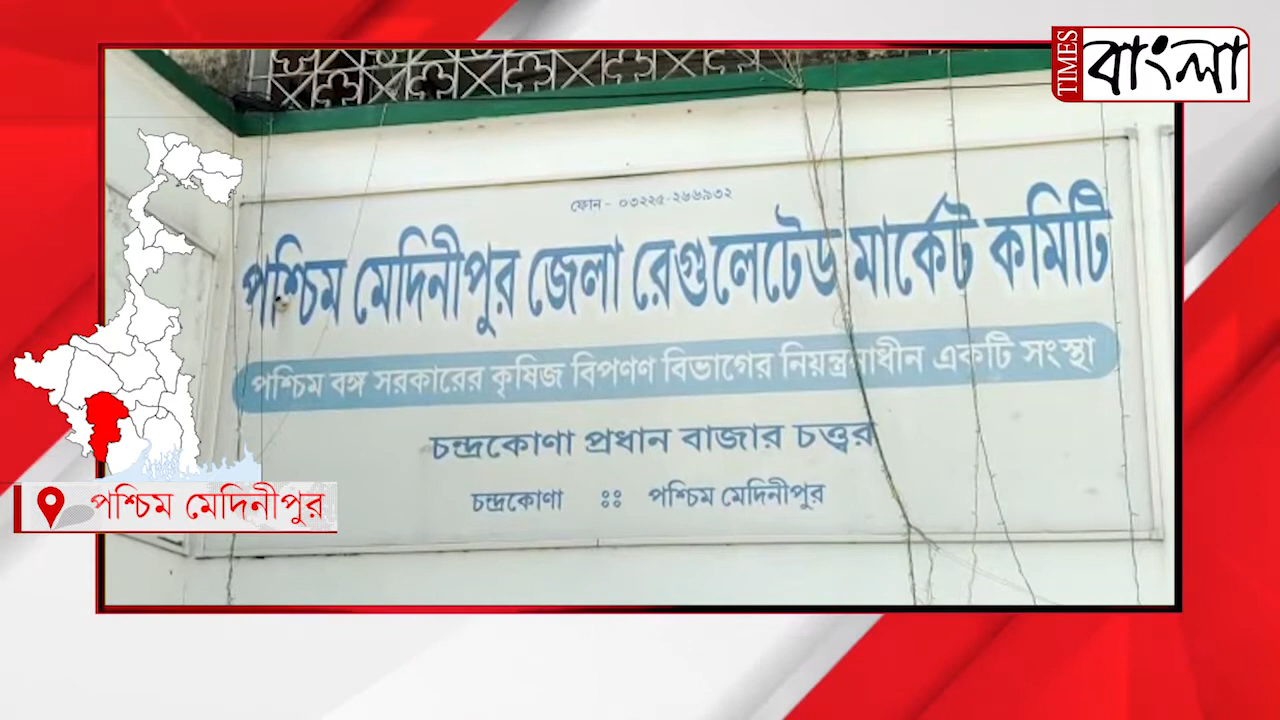 TIMES বাংলা
ফোন - ০৩২২৫-২৬৬৯৩২
পশ্চিম মেদিনীপুর জেলা রেগুলেটেড মার্কেট কমিটি
পশ্চিম বঙ্গ সরকারের কৃষিজ বিপণণ বিভাগের নিয়ন্ত্রণাধীন একটি সংস্থা
চন্দ্রকোণা প্রধান বাজার চত্ত্বর
চন্দ্রকোণা ঃঃ পশ্চিম মেদিনীপুর
পশ্চিম মেদিনীপুর